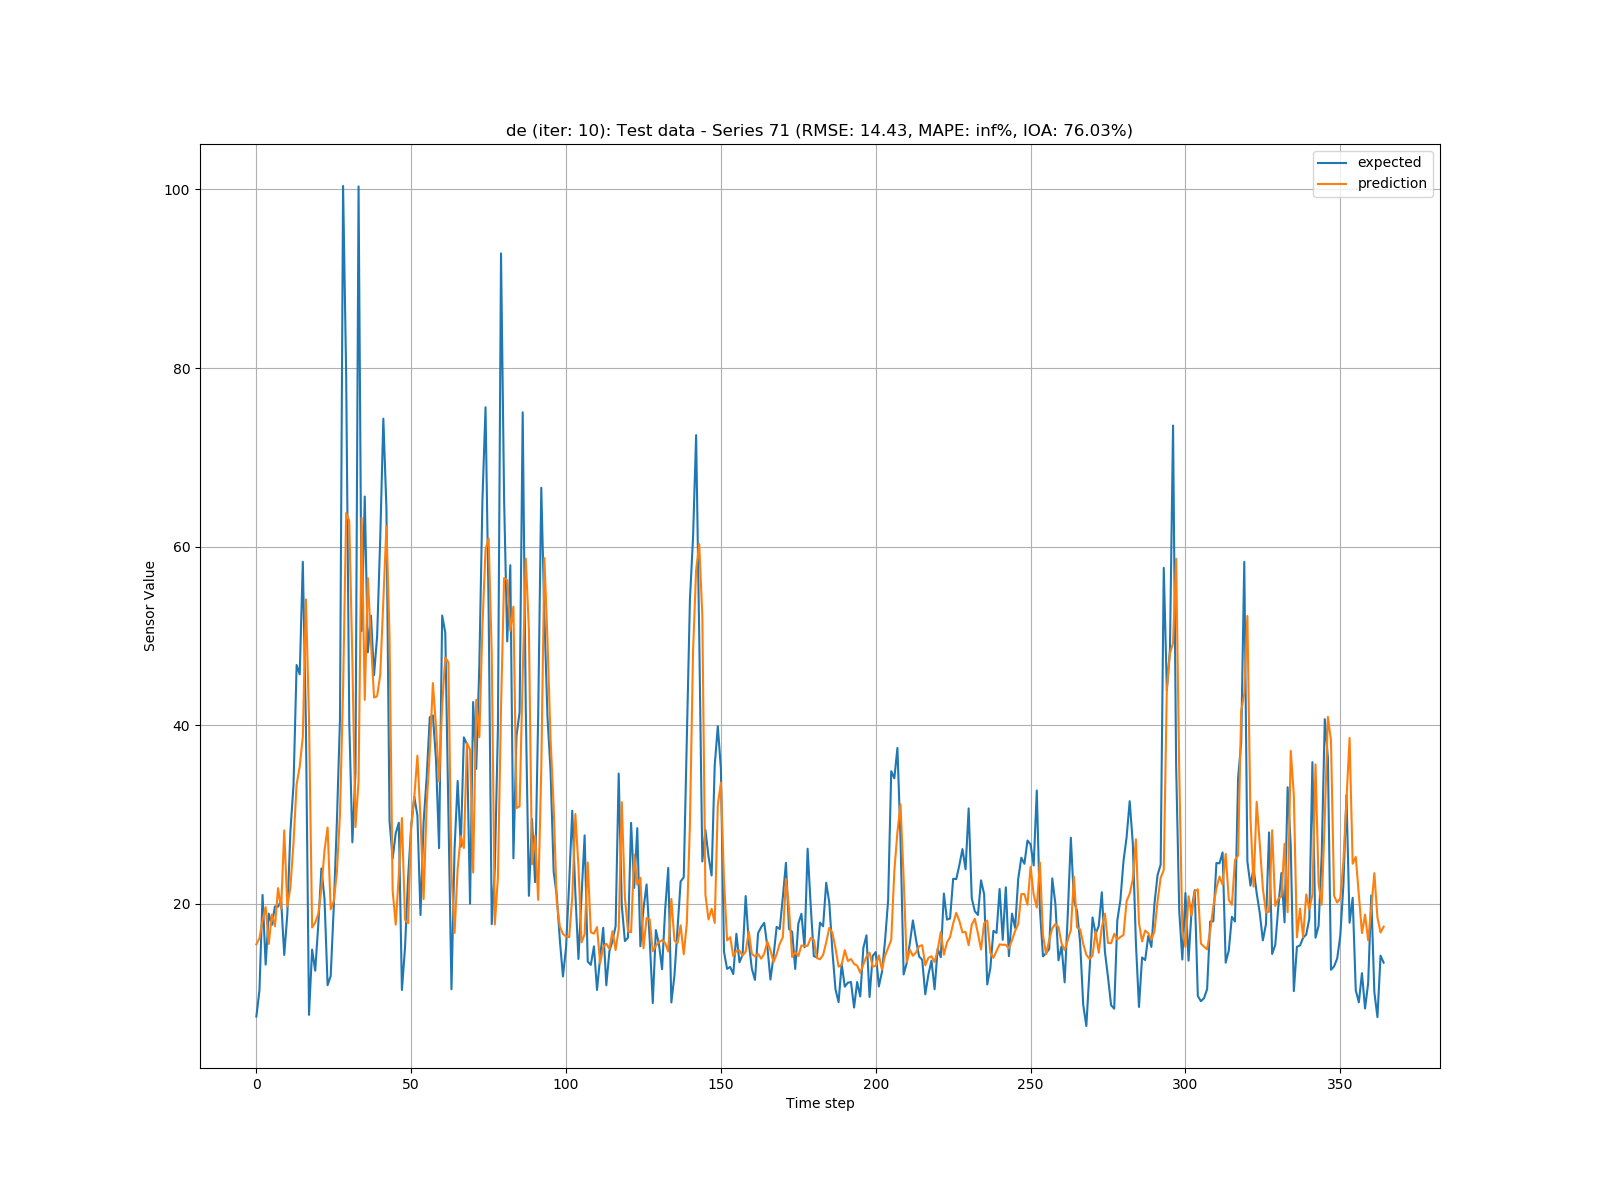 de (iter: 10): Test data - Series 71 (RMSE: 14.43, MAPE: inf%, IOA: 76.03%)
expected
prediction
100
80
60
40
20
Sensor Value
0 50 100 150 200 250 300 350
Time step